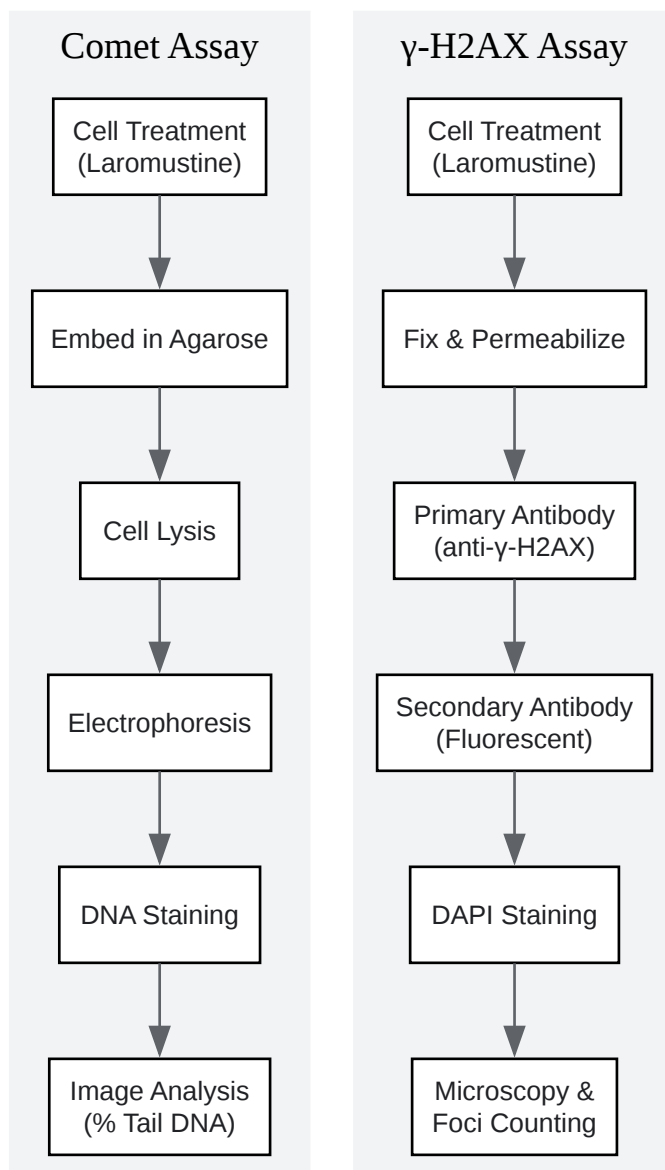 Comet Assay
Cell Treatment
(Laromustine)
Embed in Agarose
Cell Lysis
Electrophoresis
DNA Staining
Image Analysis
(% Tail DNA)
γ-H2AX Assay
Cell Treatment
(Laromustine)
Fix & Permeabilize
Primary Antibody
(anti-γ-H2AX)
Secondary Antibody
(Fluorescent)
DAPI Staining
Microscopy &
Foci Counting